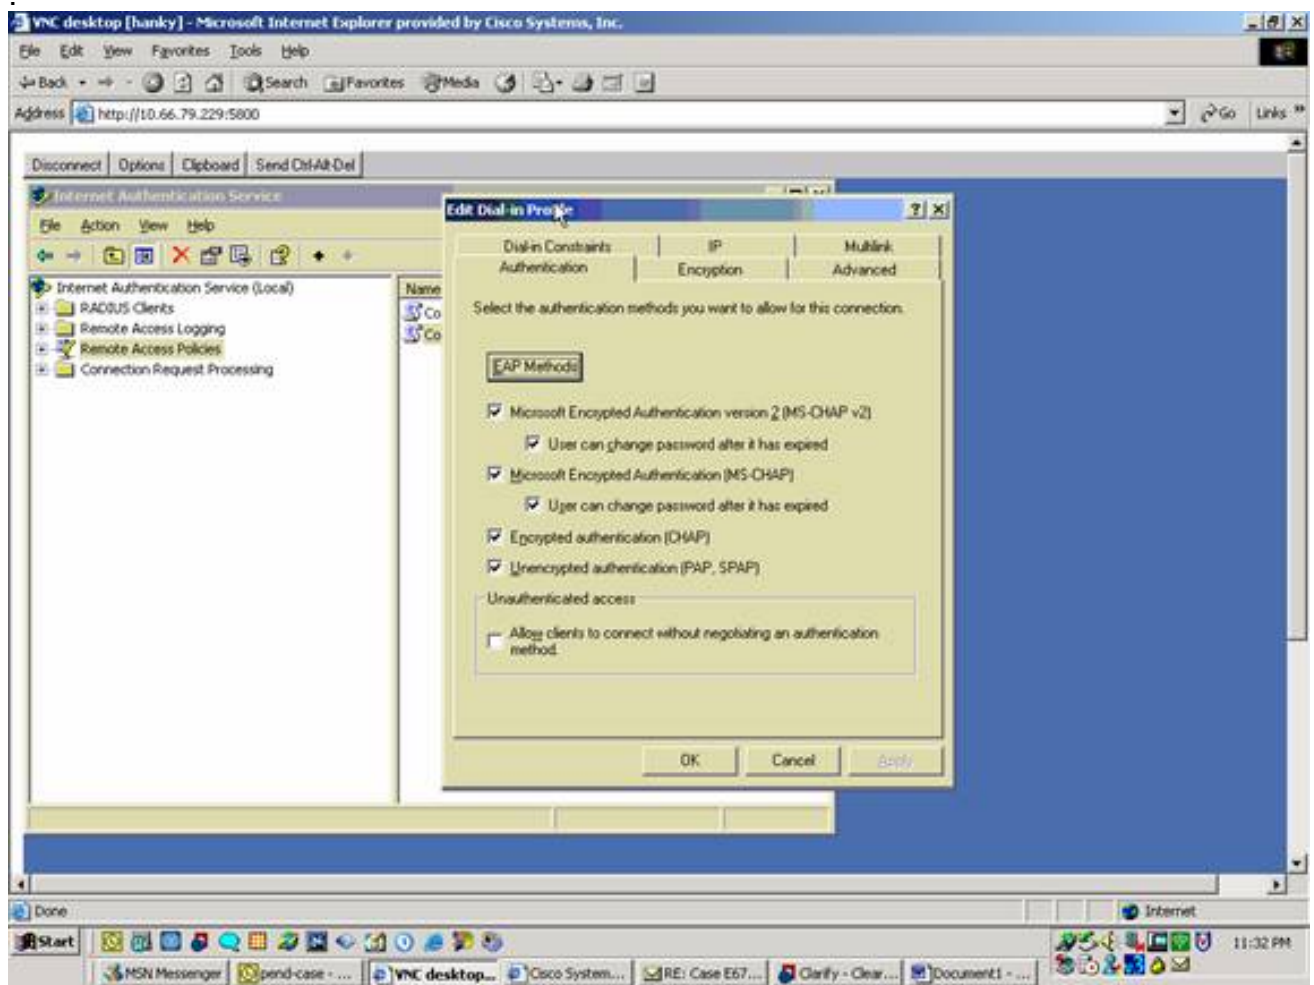 VNC desktop [hanky] - Microsoft Internet Explorer provided by Cisco Systems, Inc.
File Edit View Favorites Tools Help
Back Search Favorites Media
Address http://10.66.79.229:5800 Go Links »
Disconnect Options Clipboard Send Ctrl-Alt-Del
Internet Authentication Service
File Action View Help
Internet Authentication Service (Local)
RADIUS Clients
Remote Access Logging
Remote Access Policies
Connection Request Processing
Name
Co
Co
Edit Dial-in Profile
Dial-in Constraints IP Multilink
Authentication Encryption Advanced
Select the authentication methods you want to allow for this connection.
EAP Methods
Microsoft Encrypted Authentication version 2 (MS-CHAP v2)
User can change password after it has expired
Microsoft Encrypted Authentication (MS-CHAP)
User can change password after it has expired
Encrypted authentication (CHAP)
Unencrypted authentication (PAP, SPAP)
Unauthenticated access
Allow clients to connect without negotiating an authentication
method.
OK Cancel Apply
Done Internet
Start 11:32 PM
MSN Messenger pend-case - ... VNC desktop... Cisco System... RE: Case E67... Clarify - Clear... Document1 - ...